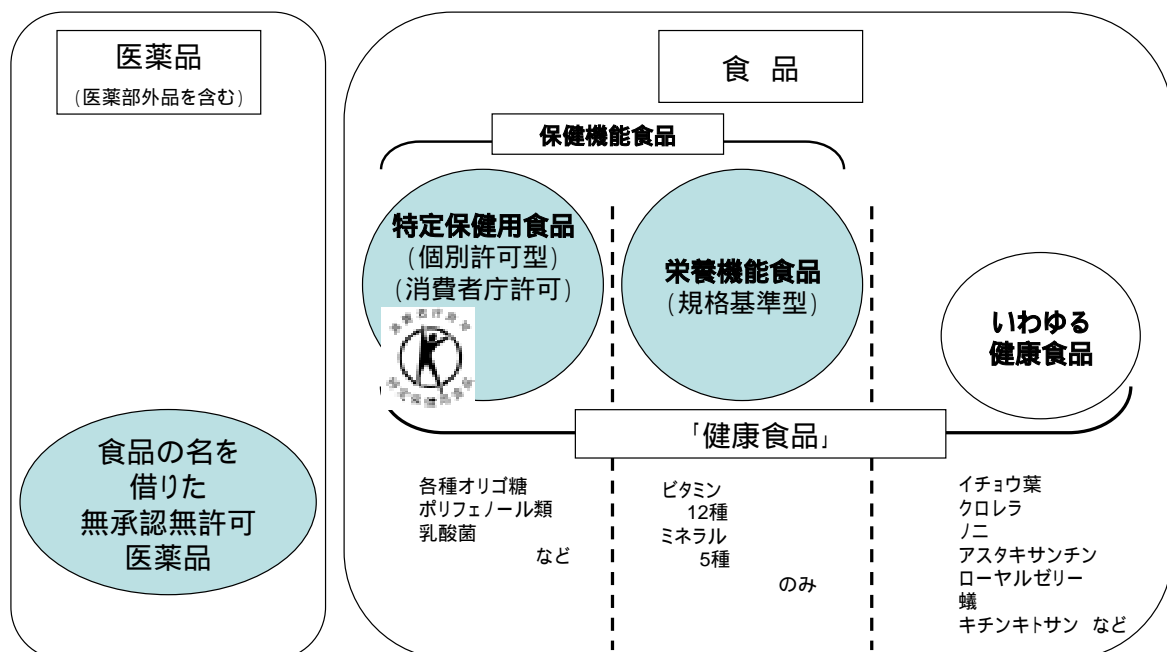 医薬品
(医薬部外品を含む)
食名の名を
借りた
無承認無許可
医薬品
食 品
保健機能食品
特定保健用食品
(個別許可型)
(消費者庁許可)
栄養機能食品
(規格基準型)
いわゆる
健康食品
「健康食品」
各種オリゴ糖
ポリフェノール類
乳酸菌
など
ビタミン
12種
ミネラル
5種
のみ
イチョウ葉
クロレラ
ノニ
アスタキサンチン
ローヤルゼリー
蟻
キチンキトサン など